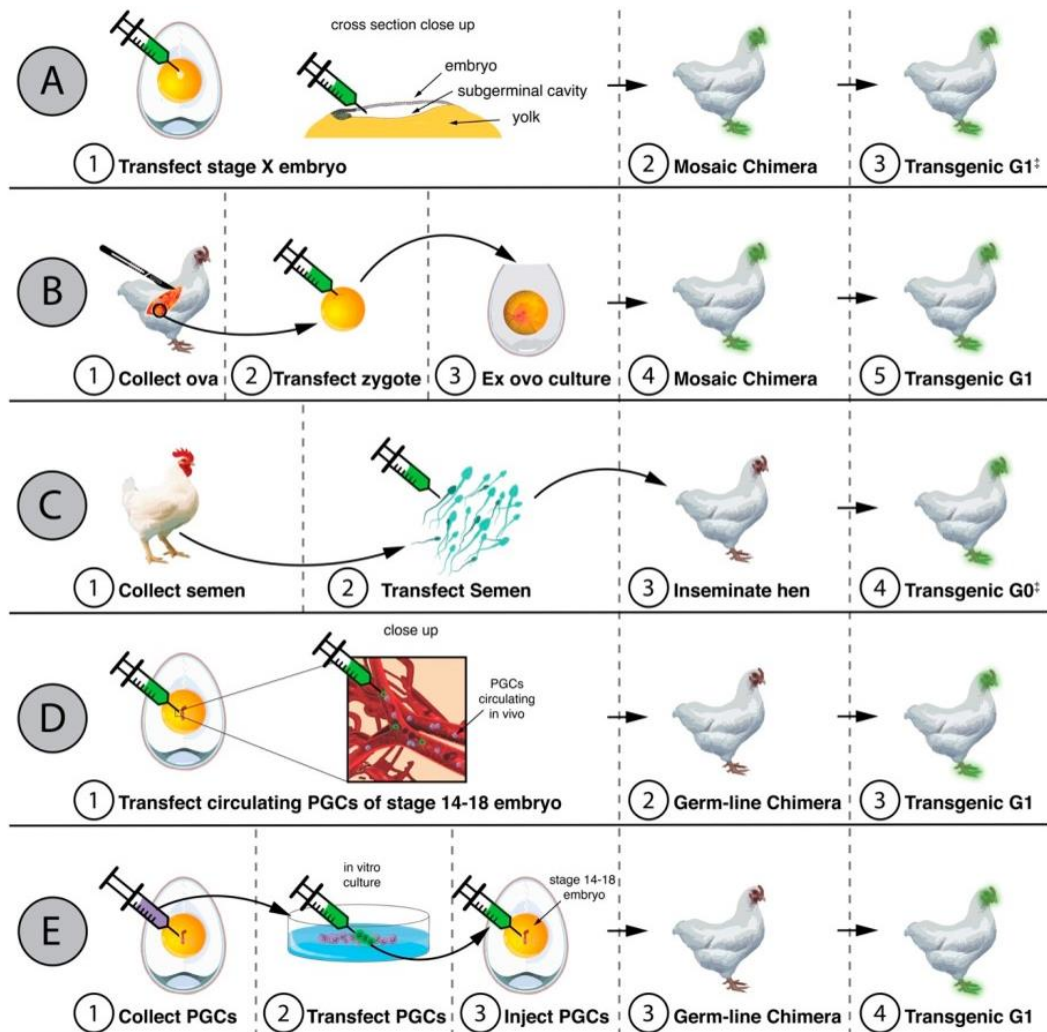 A
cross section close up
embryo
subgerminal cavity
yolk
1 Transfect stage X embryo
2 Mosaic Chimera
3 Transgenic G1‡
B
1 Collect ova
2 Transfect zygote
3 Ex ovo culture
4 Mosaic Chimera
5 Transgenic G1
C
1 Collect semen
2 Transfect Semen
3 Inseminate hen
4 Transgenic G0‡
D
close up
PGCs
circulating
in vivo
1 Transfect circulating PGCs of stage 14-18 embryo
2 Germ-line Chimera
3 Transgenic G1
E
in vitro
culture
stage 14-18
embryo
1 Collect PGCs
2 Transfect PGCs
3 Inject PGCs
3 Germ-line Chimera
4 Transgenic G1